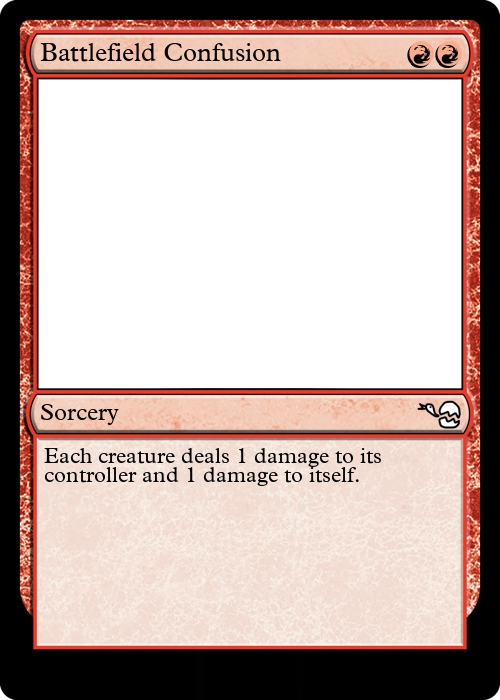 Battlefield Confusion
Sorcery
Each creature deals 1 damage to its
controller and 1 damage to itself.